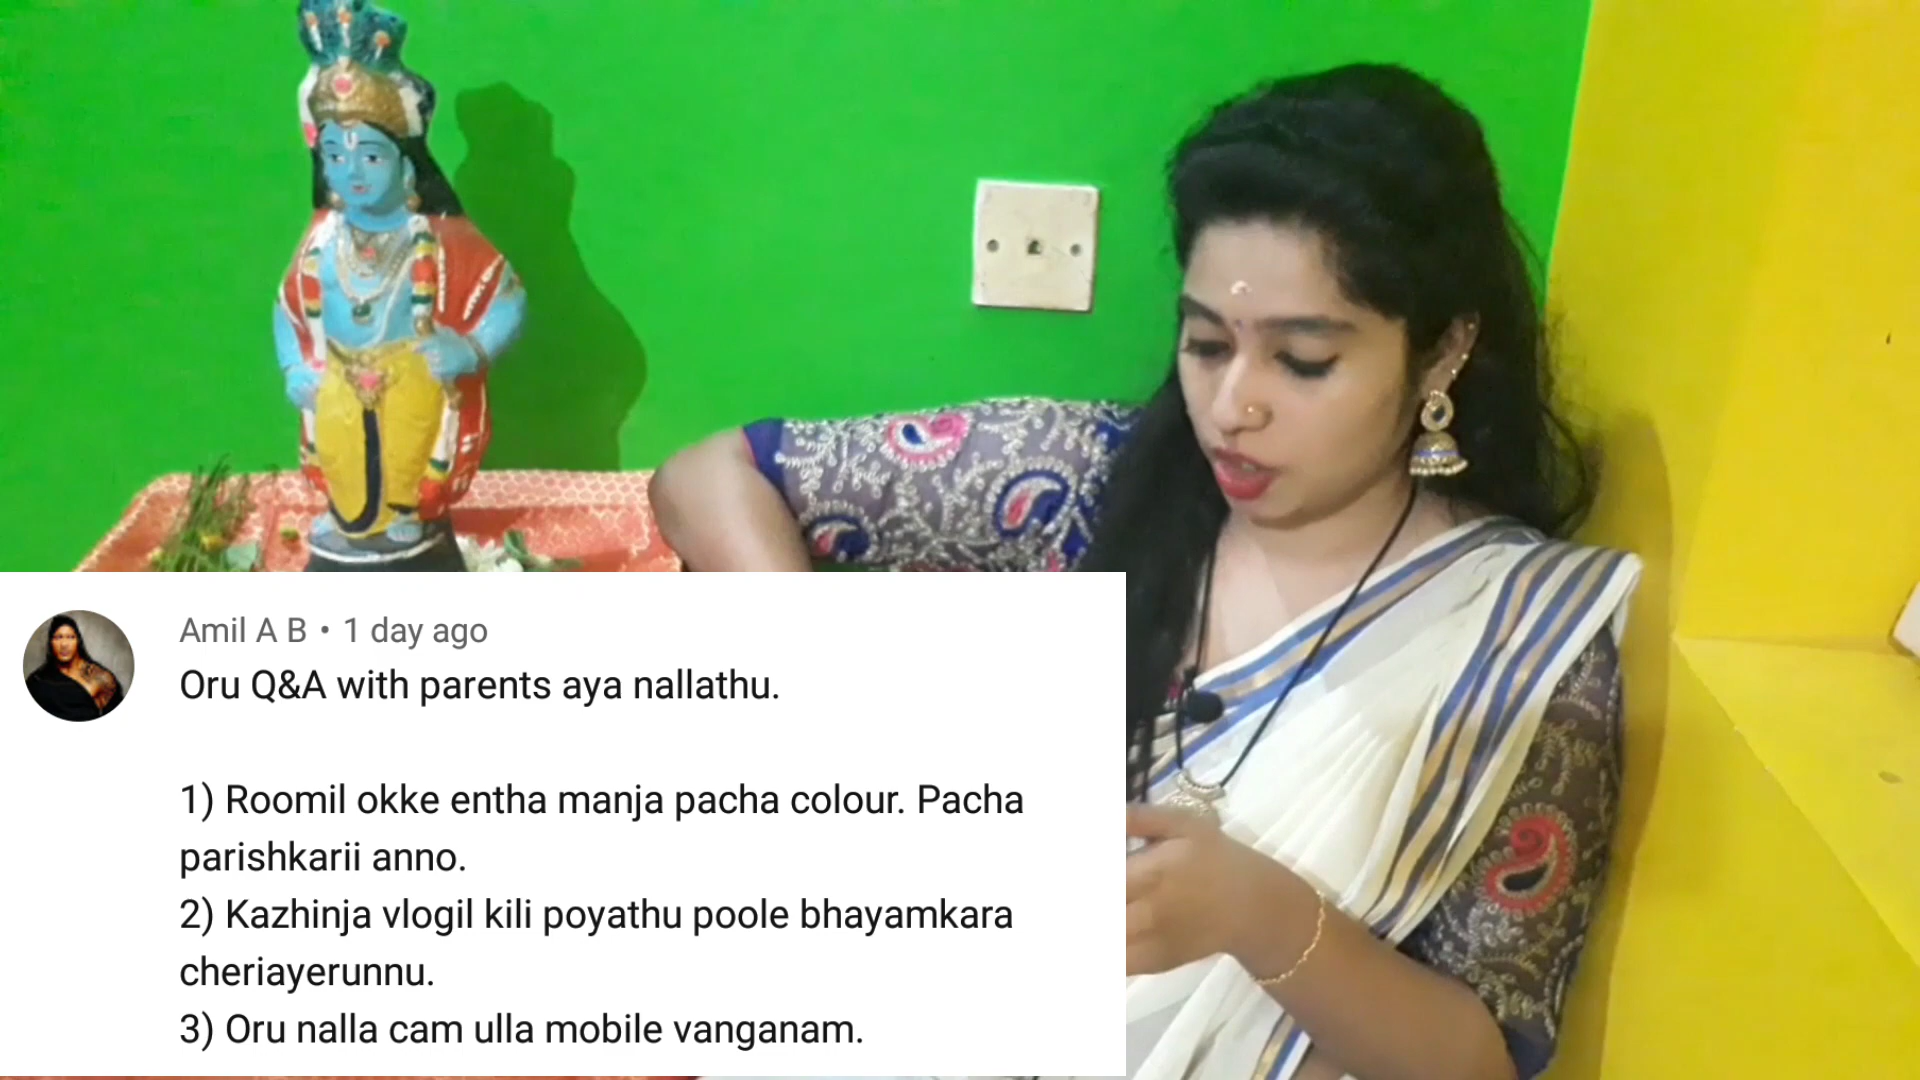 Amil A B • 1 day ago
Oru Q&A with parents aya nallathu.
1) Roomil okke entha manja pacha colour. Pacha
parishkarii anno.
2) Kazhinja vlogil kili poyathu poole bhayamkara
cheriayerunnu.
3) Oru nalla cam ulla mobile vanganam.